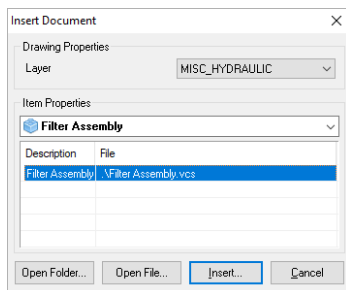 Insert Document
Drawing Properties
Layer MISC_HYDRAULIC
Item Properties
Filter Assembly
Description File
Filter Assembly .\Filter Assembly.vcs
Open Folder... Open File... Insert... Cancel